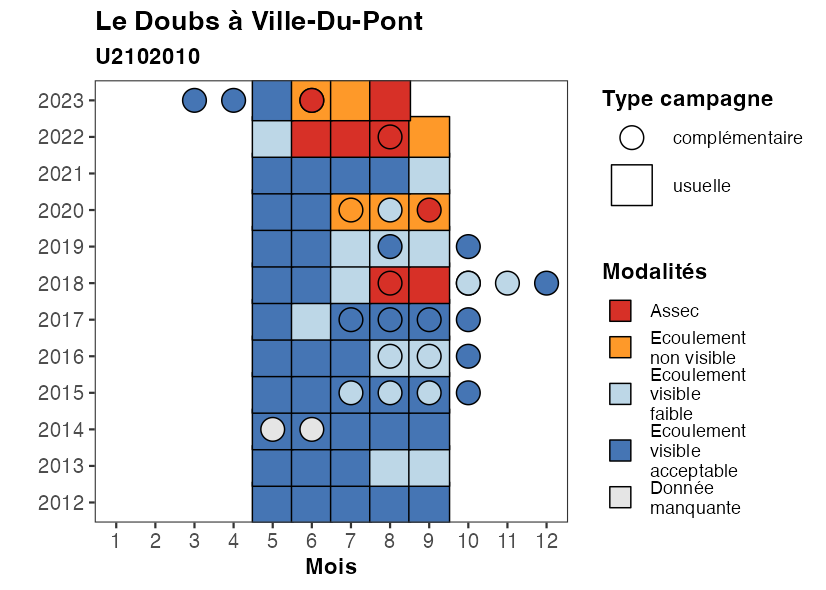 Le Doubs à Ville-Du-Pont
U2102010
2023
2022
2021
2020
2019
2018
2017
2016
2015
2014
2013
2012
1 2 3 4 5 6 7 8 9 10 11 12
Mois
Type campagne
complémentaire
usuelle
Modalités
Assec
Ecoulement
non visible
Ecoulement
visible
faible
Ecoulement
visible
acceptable
Donnée
manquante